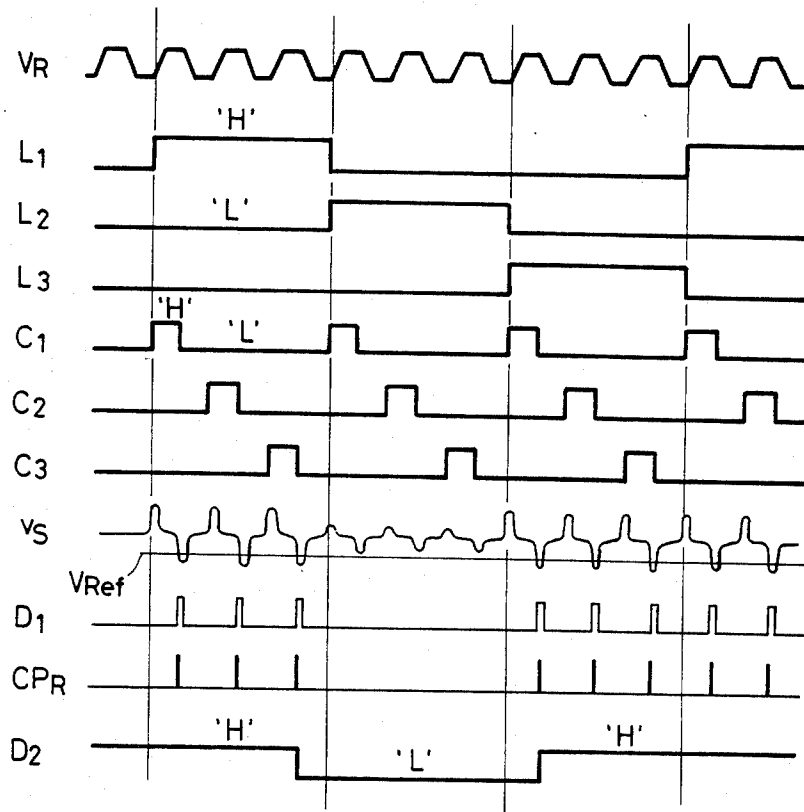 VR
'H'
L1
L2 'L'
L3
'H'
C1 'L'
C2
C3
vS
VRef
D1
CPR
'H' 'H'
D2 'L'